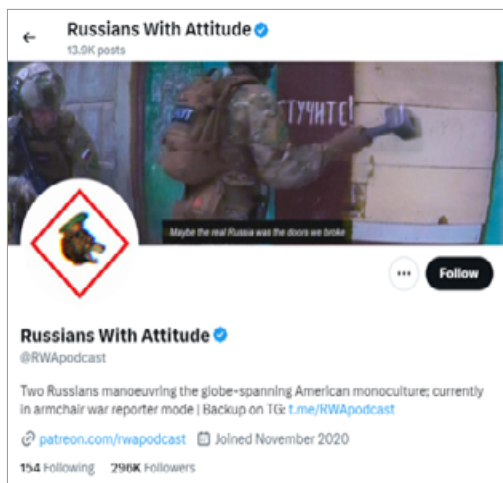 Russians With Attitude
13.9K posts
ТУЧИТЕ!
Maybe the real Russia was the doors we broke
Follow
Russians With Attitude
@RWApodcast
Two Russians manoeuvring the globe-spanning American monoculture; currently
in armchair war reporter mode | Backup on TG: t.me/RWApodcast
patreon.com/rwapodcast Joined November 2020
154 Following 296K Followers